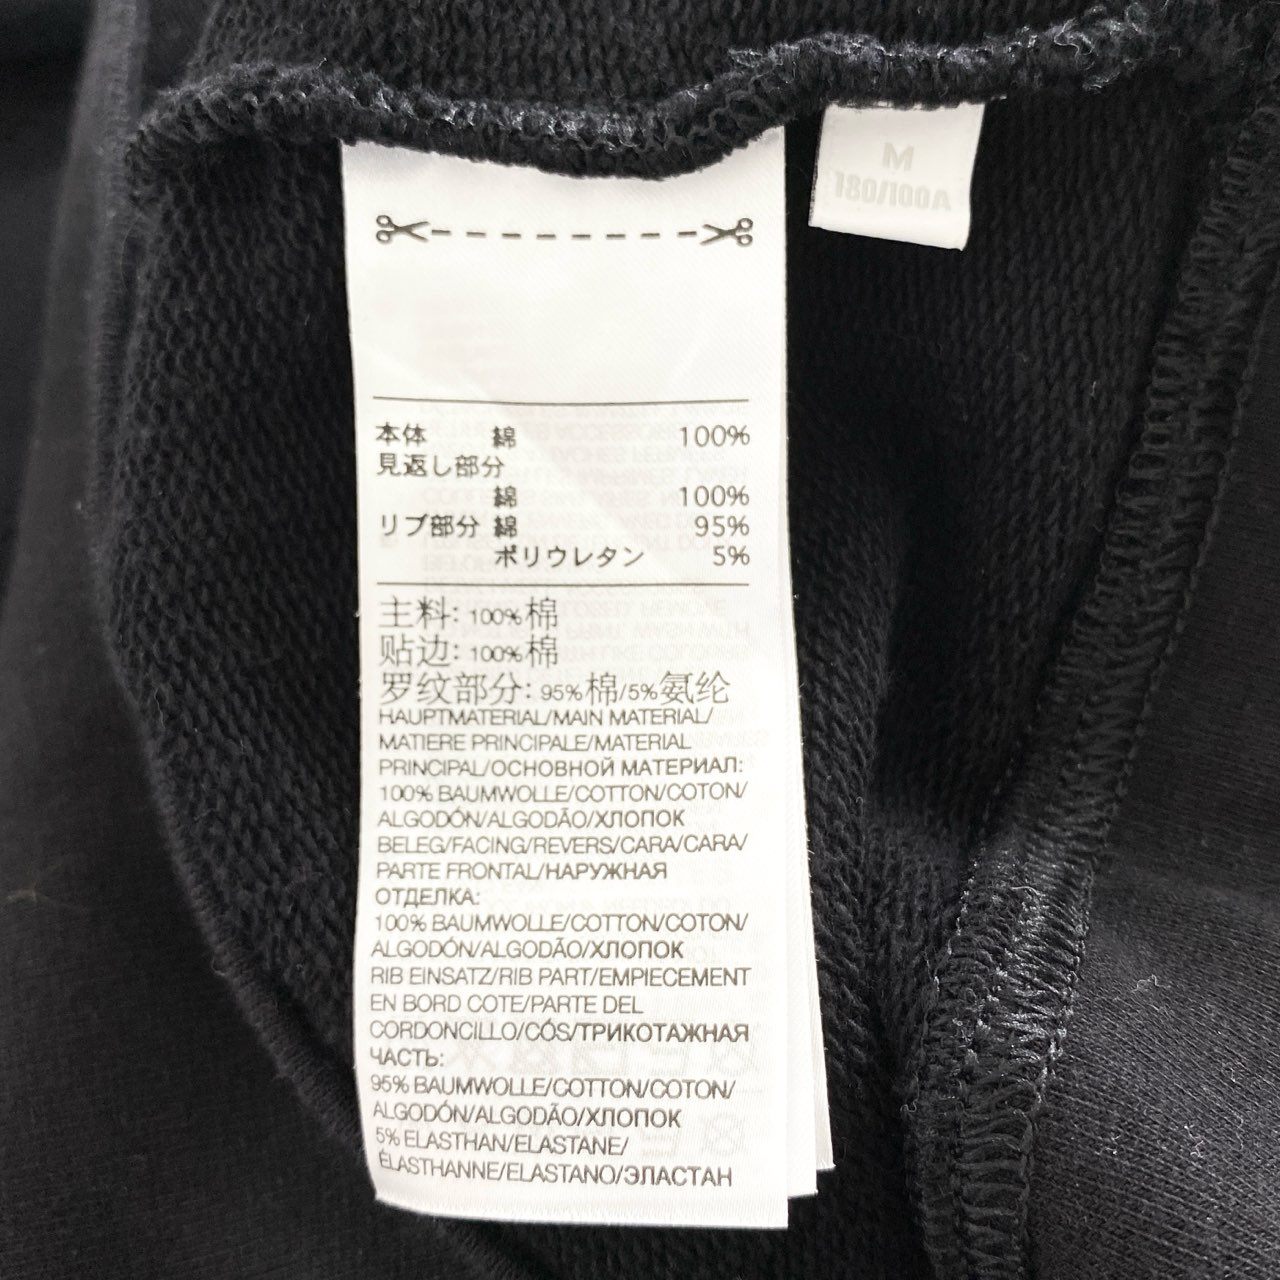 M
本体 綿 100%
見返し部分
綿 100%
リブ部分 綿 95%
ポリウレタン 5%
主料: 100%棉
贴边: 100%棉
罗纹部分: 95%棉/5%氨纶
HAUPTMATERIAL/MAIN MATERIAL/
MATIERE PRINCIPALE/MATERIAL
PRINCIPAL/ОСНОВНОЙ МАТЕРИАЛ:
100% BAUMWOLLE/COTTON/COTON/
ALGODÓN/ALGODÃO/ХЛОПОК
BELEG/FACING/REVERS/CARA/CARA/
PARTE FRONTAL/НАРУЖНАЯ
ОТДЕЛКА:
100% BAUMWOLLE/COTTON/COTON/
ALGODÓN/ALGODÃO/ХЛОПОК
RIB EINSATZ/RIB PART/EMPIECEMENT
EN BORD COTE/PARTE DEL
CORDONCILLO/CÓS/ТРИКОТАЖНАЯ
ЧАСТЬ:
95% BAUMWOLLE/COTTON/COTON/
ALGODÓN/ALGODÃO/ХЛОПОК
5% ELASTHAN/ELASTANE/
ÉLASTHANNE/ELASTANO/ЭЛАСТАН